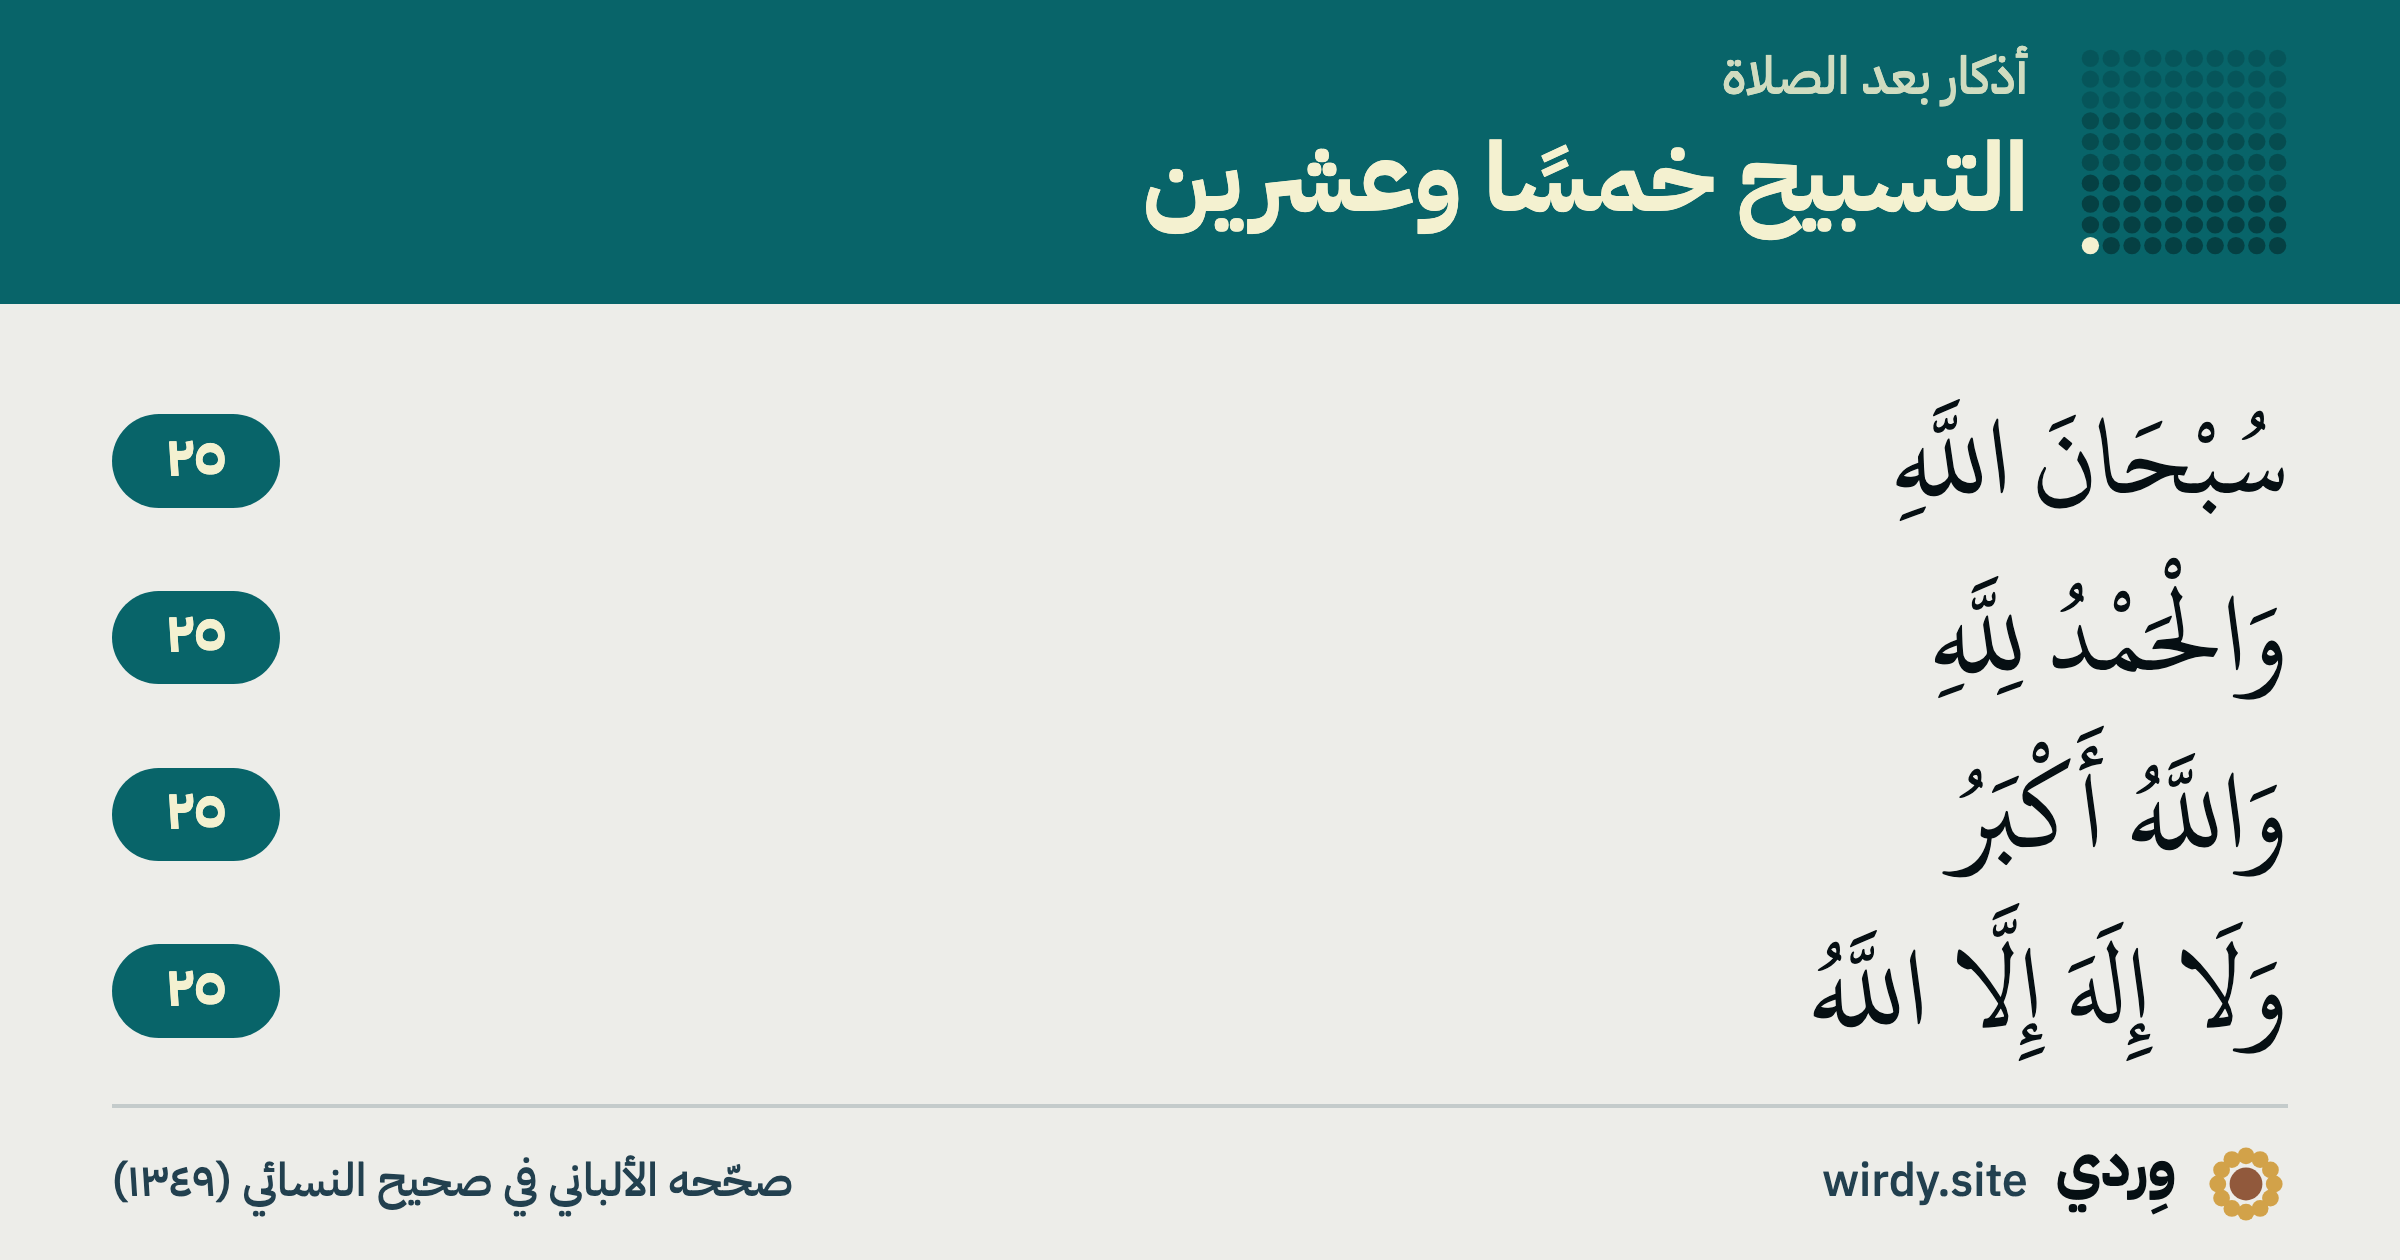 أذكار بعد الصلاة
التسبيح خمسًا وعشرين
سُبْحَانَ اللَّهِ ٢٥
وَالْحَمْدُ لِلَّهِ ٢٥
وَاللَّهُ أَكْبَرُ ٢٥
وَلَا إِلَهَ إِلَّا اللَّهُ ٢٥
وِردي wirdy.site صحّحه الألباني في صحيح النسائي (١٣٤٩)